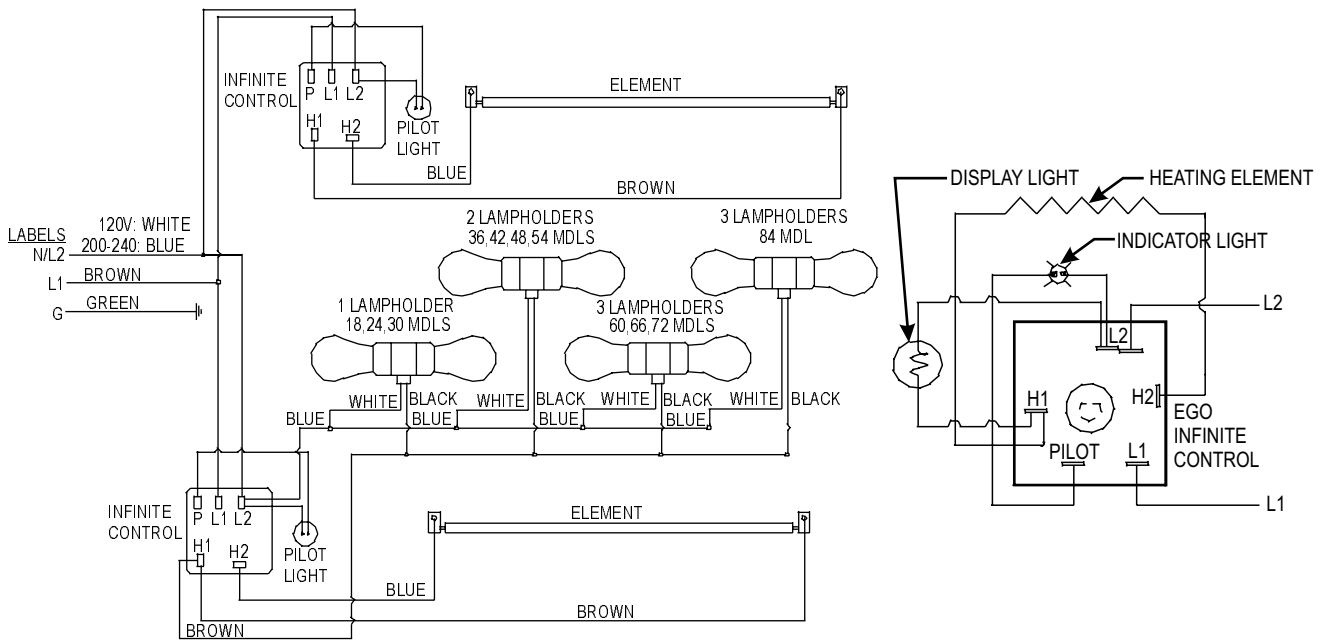 INFINITE
CONTROL
P L1 L2
H1
H2
PILOT
LIGHT
ELEMENT
BLUE
BROWN
LABELS
120V: WHITE
N/L2
200-240: BLUE
L1
BROWN
G
GREEN
2 LAMPHOLDERS
36,42,48,54 MDLS
3 LAMPHOLDERS
84 MDL
1 LAMPHOLDER
18,24,30 MDLS
3 LAMPHOLDERS
60,66,72 MDLS
WHITE
BLACK
WHITE
BLACK
WHITE
BLACK
WHITE
BLACK
BLUE
BLUE
BLUE
BLUE
INFINITE
CONTROL
P L1 L2
H1
H2
PILOT
LIGHT
ELEMENT
BLUE
BROWN
BROWN
DISPLAY LIGHT
HEATING ELEMENT
INDICATOR LIGHT
L2
L2
H1
H2
EGO
INFINITE
CONTROL
PILOT
L1
L1